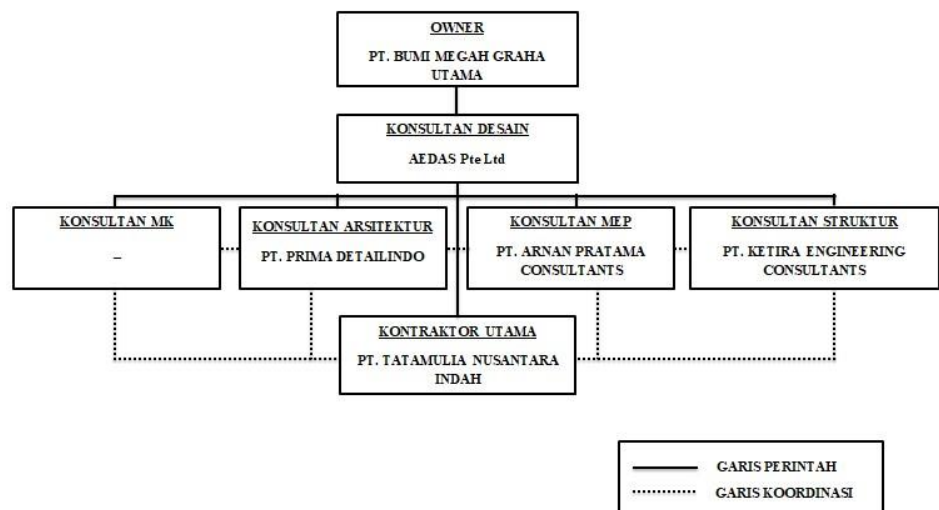 OWNER
PT. BUMI MEGAH GRAHA
UTAMA
KONSULTAN DESAIN
AEDAS Pte Ltd
KONSULTAN MK
–
KONSULTAN ARSITEKTUR
PT. PRIMA DETAILINDO
KONSULTAN MEP
PT. ARNAN PRATAMA
CONSULTANTS
KONSULTAN STRUKTUR
PT. KETIRA ENGINEERING
CONSULTANTS
KONTRAKTOR UTAMA
PT. TATAMULIA NUSANTARA
INDAH
GARIS PERINTAH
GARIS KOORDINASI